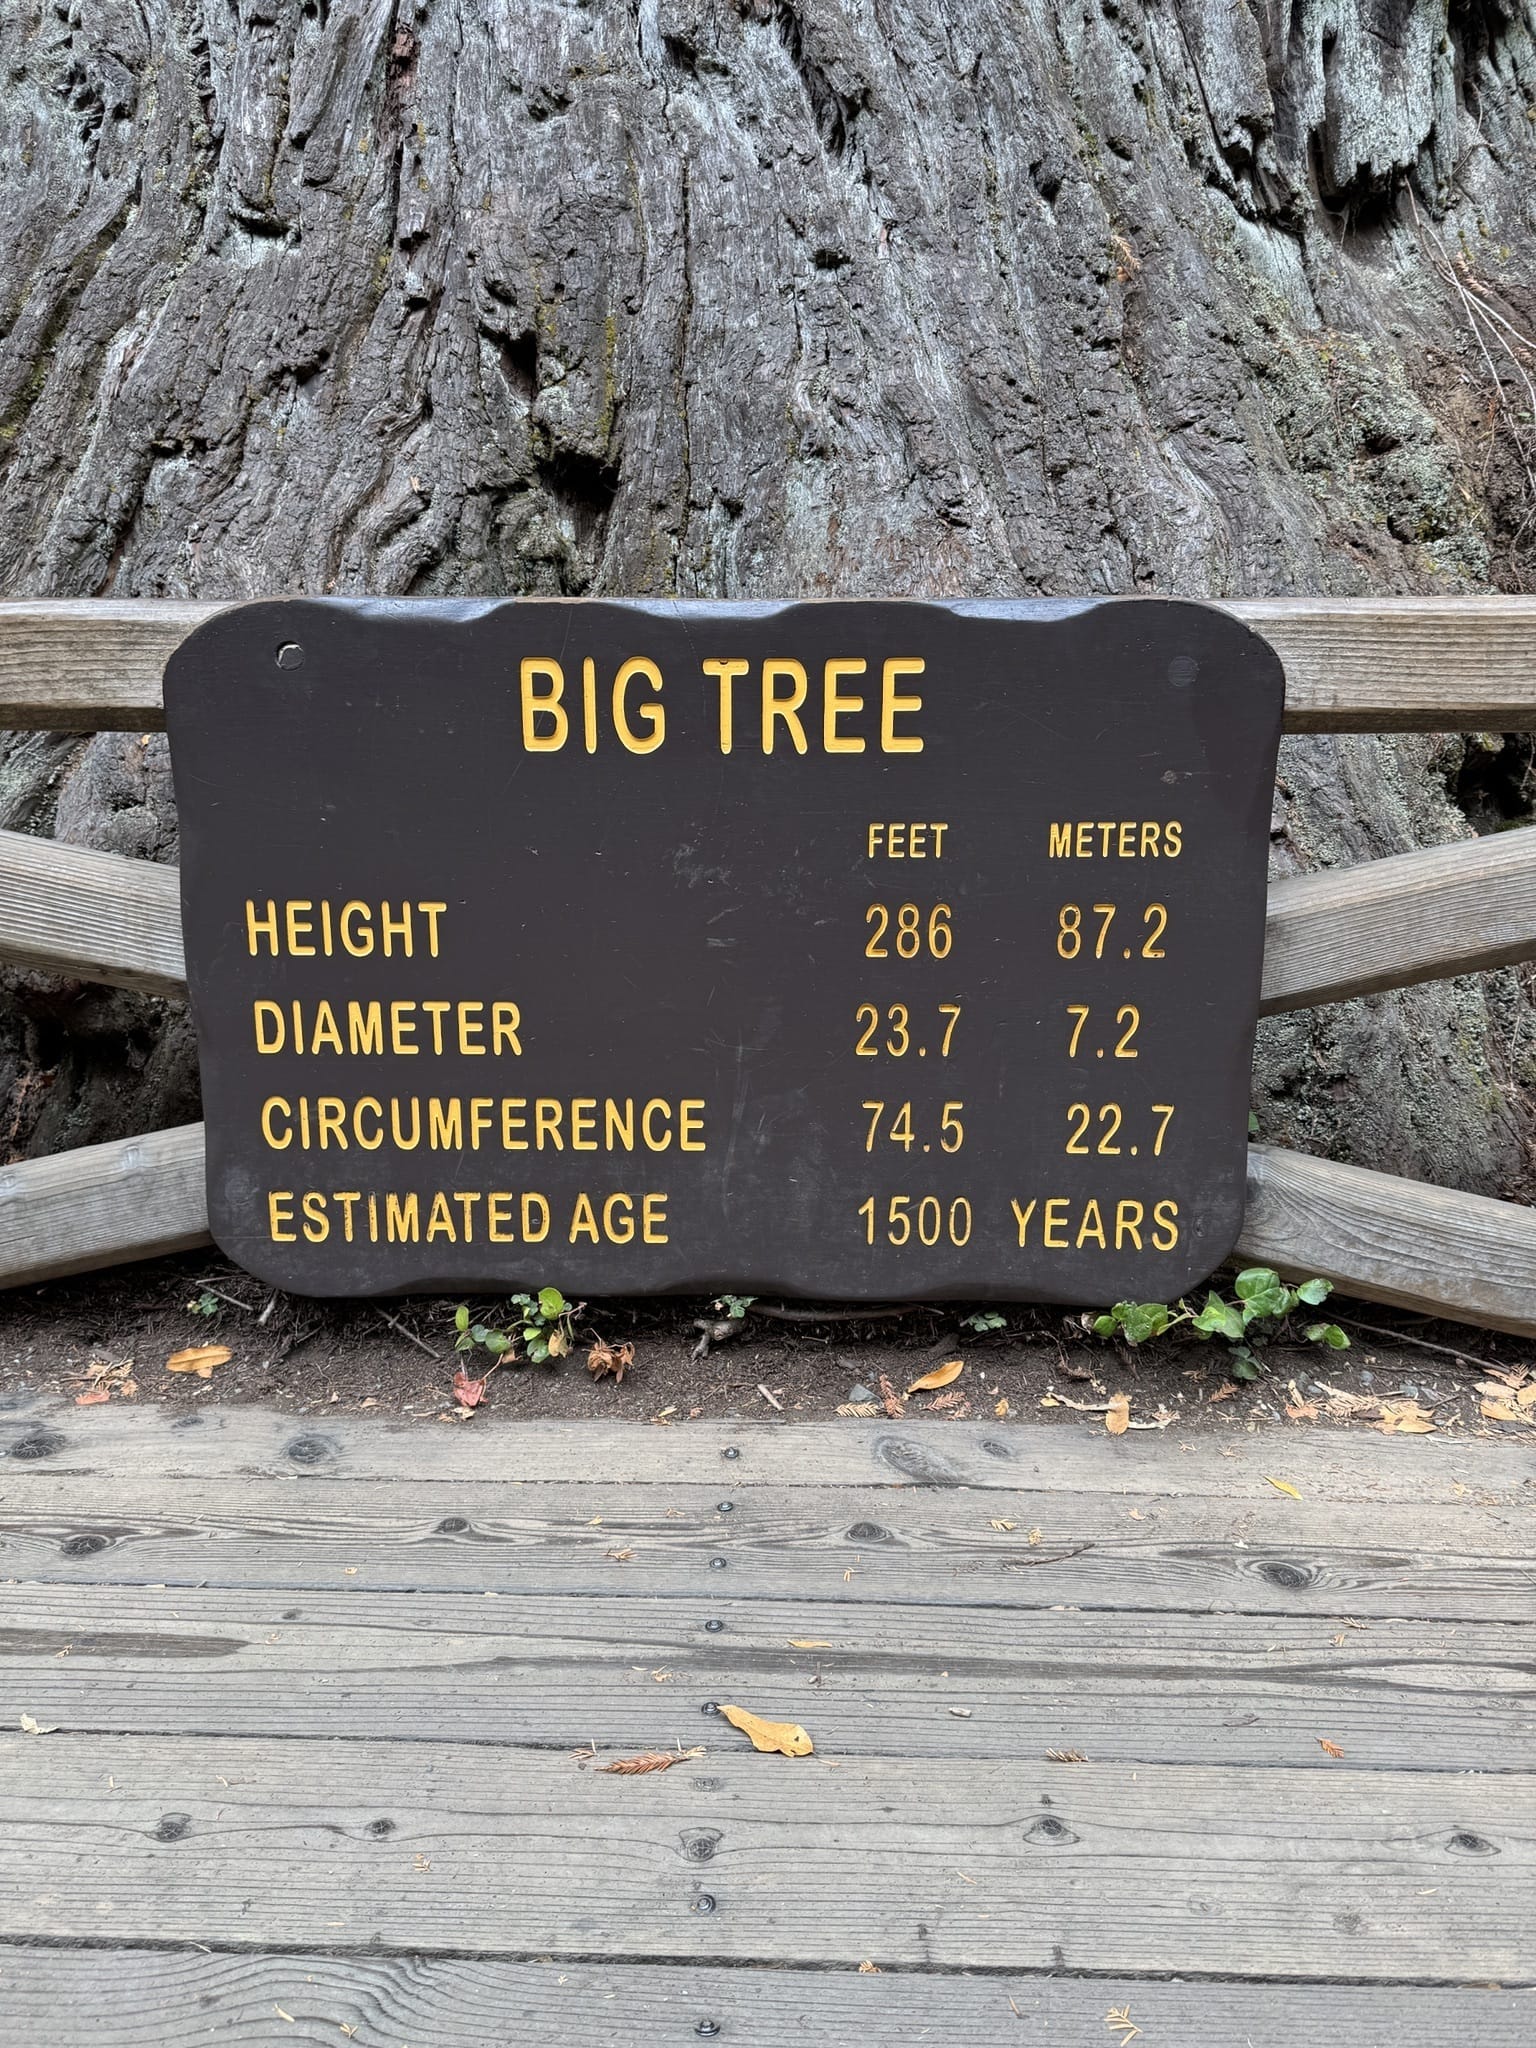 BIG TREE
FEET METERS
HEIGHT 286 87.2
DIAMETER 23.7 7.2
CIRCUMFERENCE 74.5 22.7
ESTIMATED AGE 1500 YEARS